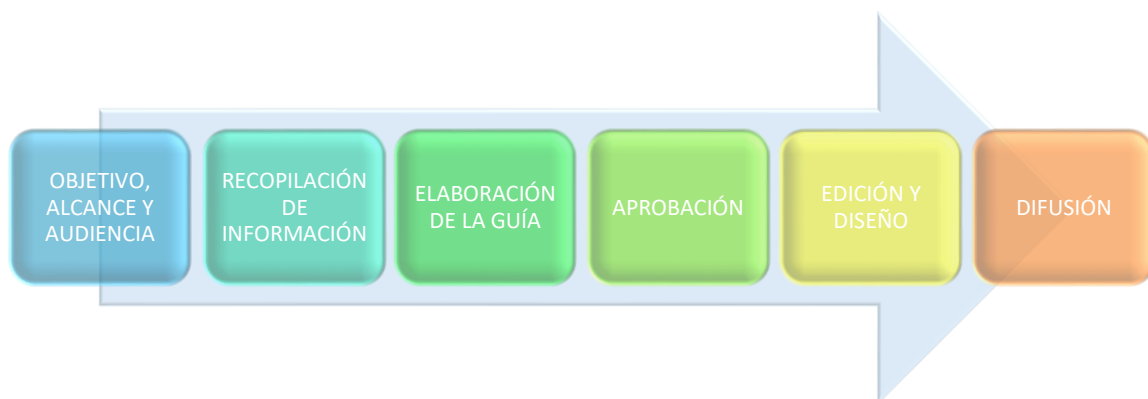 OBJETIVO,
ALCANCE Y
AUDIENCIA
RECOPILACIÓN
DE
INFORMACIÓN
ELABORACIÓN
DE LA GUÍA
APROBACIÓN
EDICIÓN Y
DISEÑO
DIFUSIÓN